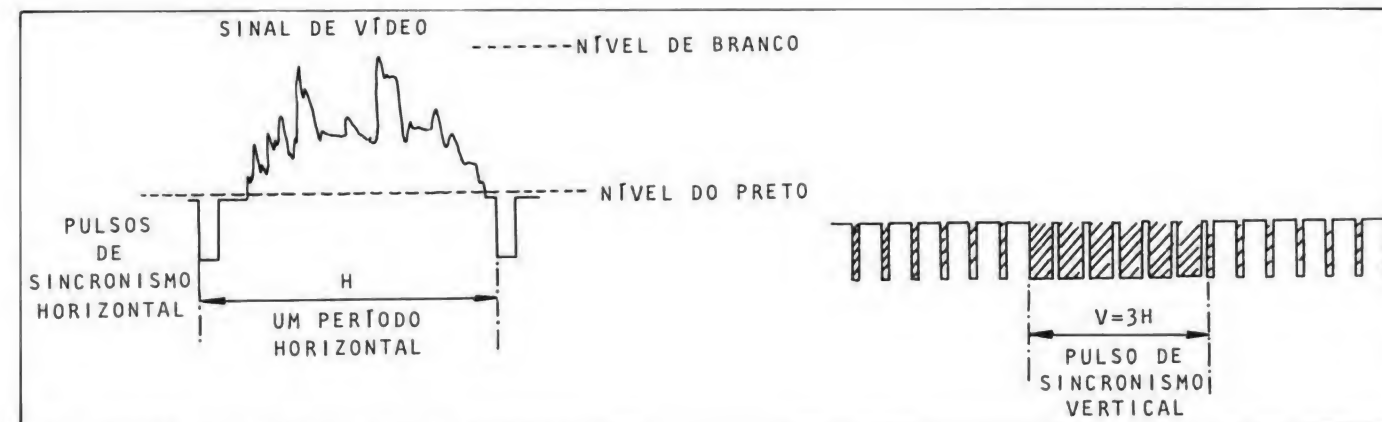 SINAL DE VÍDEO
NÍVEL DE BRANCO
NÍVEL DO PRETO
PULSOS
DE
SINCRONISMO
HORIZONTAL
H
UM PERÍODO
HORIZONTAL
V=3H
PULSO DE
SINCRONISMO
VERTICAL